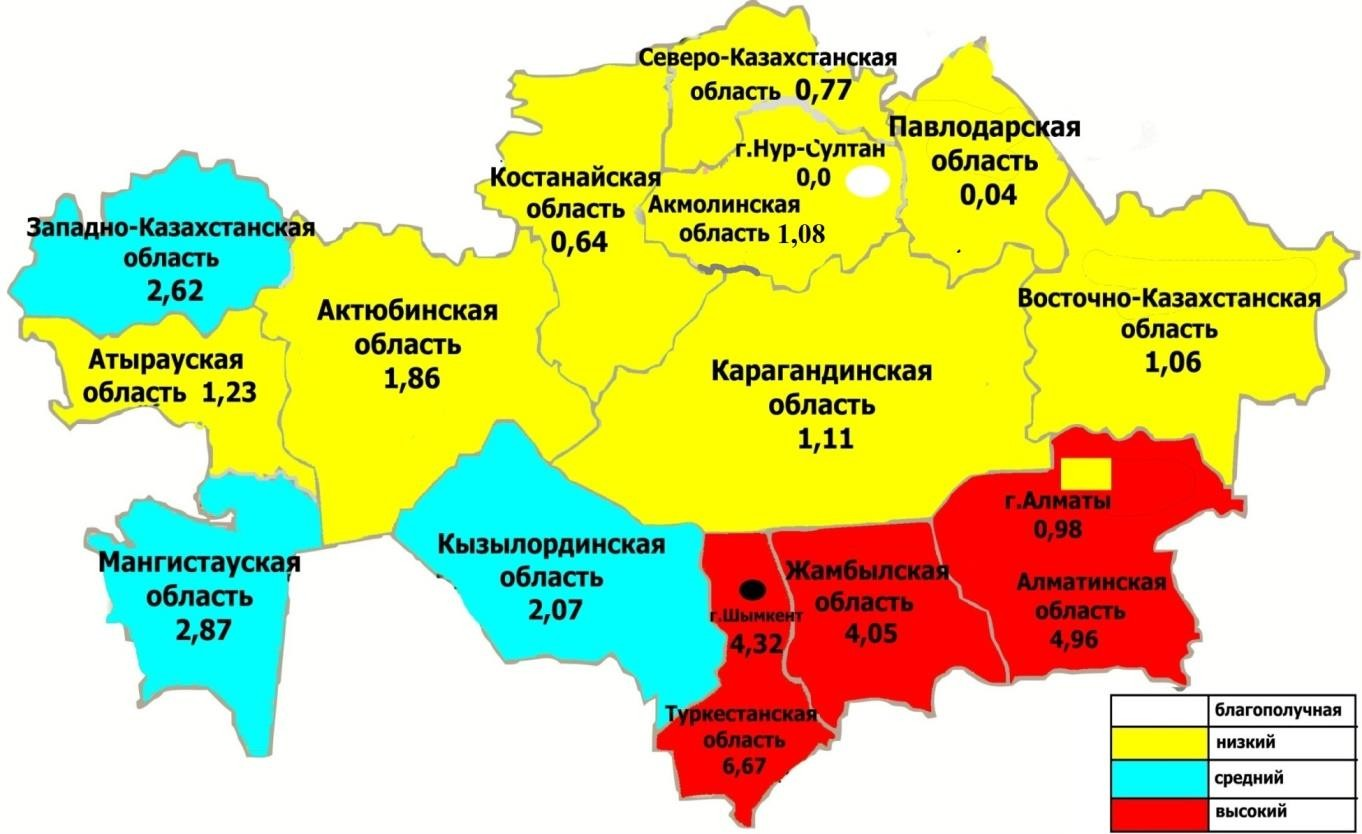 Северо-Казахстанская
область 0,77
Павлодарская
область
0,04
г.Нур-Султан
0,0
Костанайская
область
0,64
Акмолинская
область 1,08
Западно-Казахстанская
область
2,62
Актюбинская
область
1,86
Восточно-Казахстанская
область
1,06
Атырауская
область 1,23
Карагандинская
область
1,11
г.Алматы
0,98
Мангистауская
область
2,87
Кызылординская
область
2,07
Жамбылская
область
4,05
Алматинская
область
4,96
г.Шымкент
4,32
Туркестанская
область
6,67
благополучная
низкий
средний
высокий